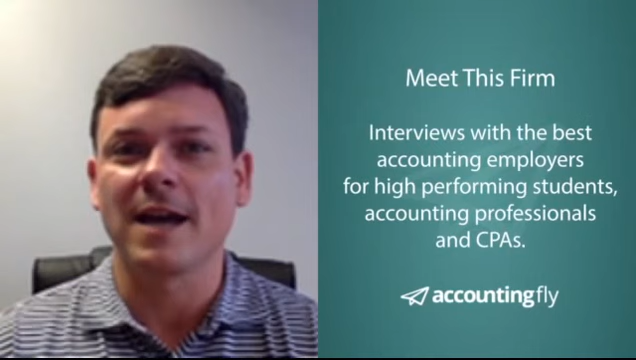 Meet This Firm
Interviews with the best
accounting employers
for high performing students,
accounting professionals
and CPAs.
accountingfly